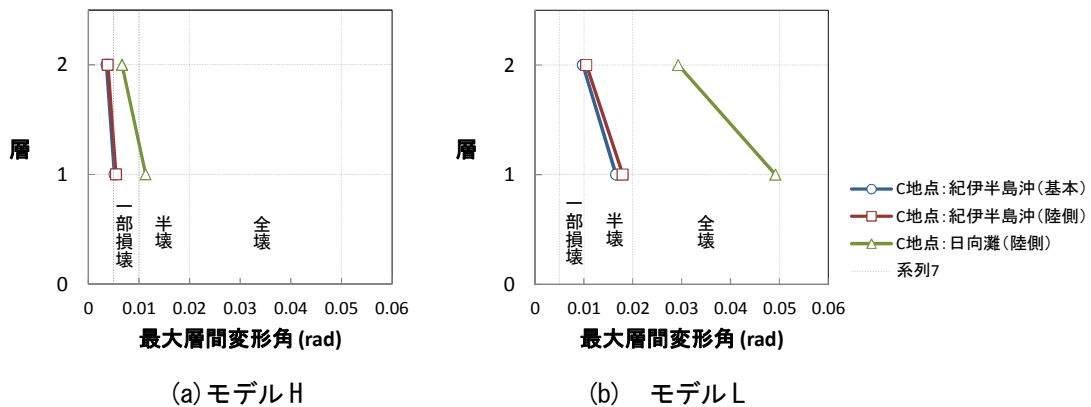 層
2
1
0
一部損壊
半壊
全壊
0 0.01 0.02 0.03 0.04 0.05 0.06
最大層間変形角 (rad)
(a) モデル H
層
2
1
0
一部損壊
半壊
全壊
0 0.01 0.02 0.03 0.04 0.05 0.06
最大層間変形角 (rad)
(b) モデル L
C地点：紀伊半島沖（基本）
C地点：紀伊半島沖（陸側）
C地点：日向灘（陸側）
系列7